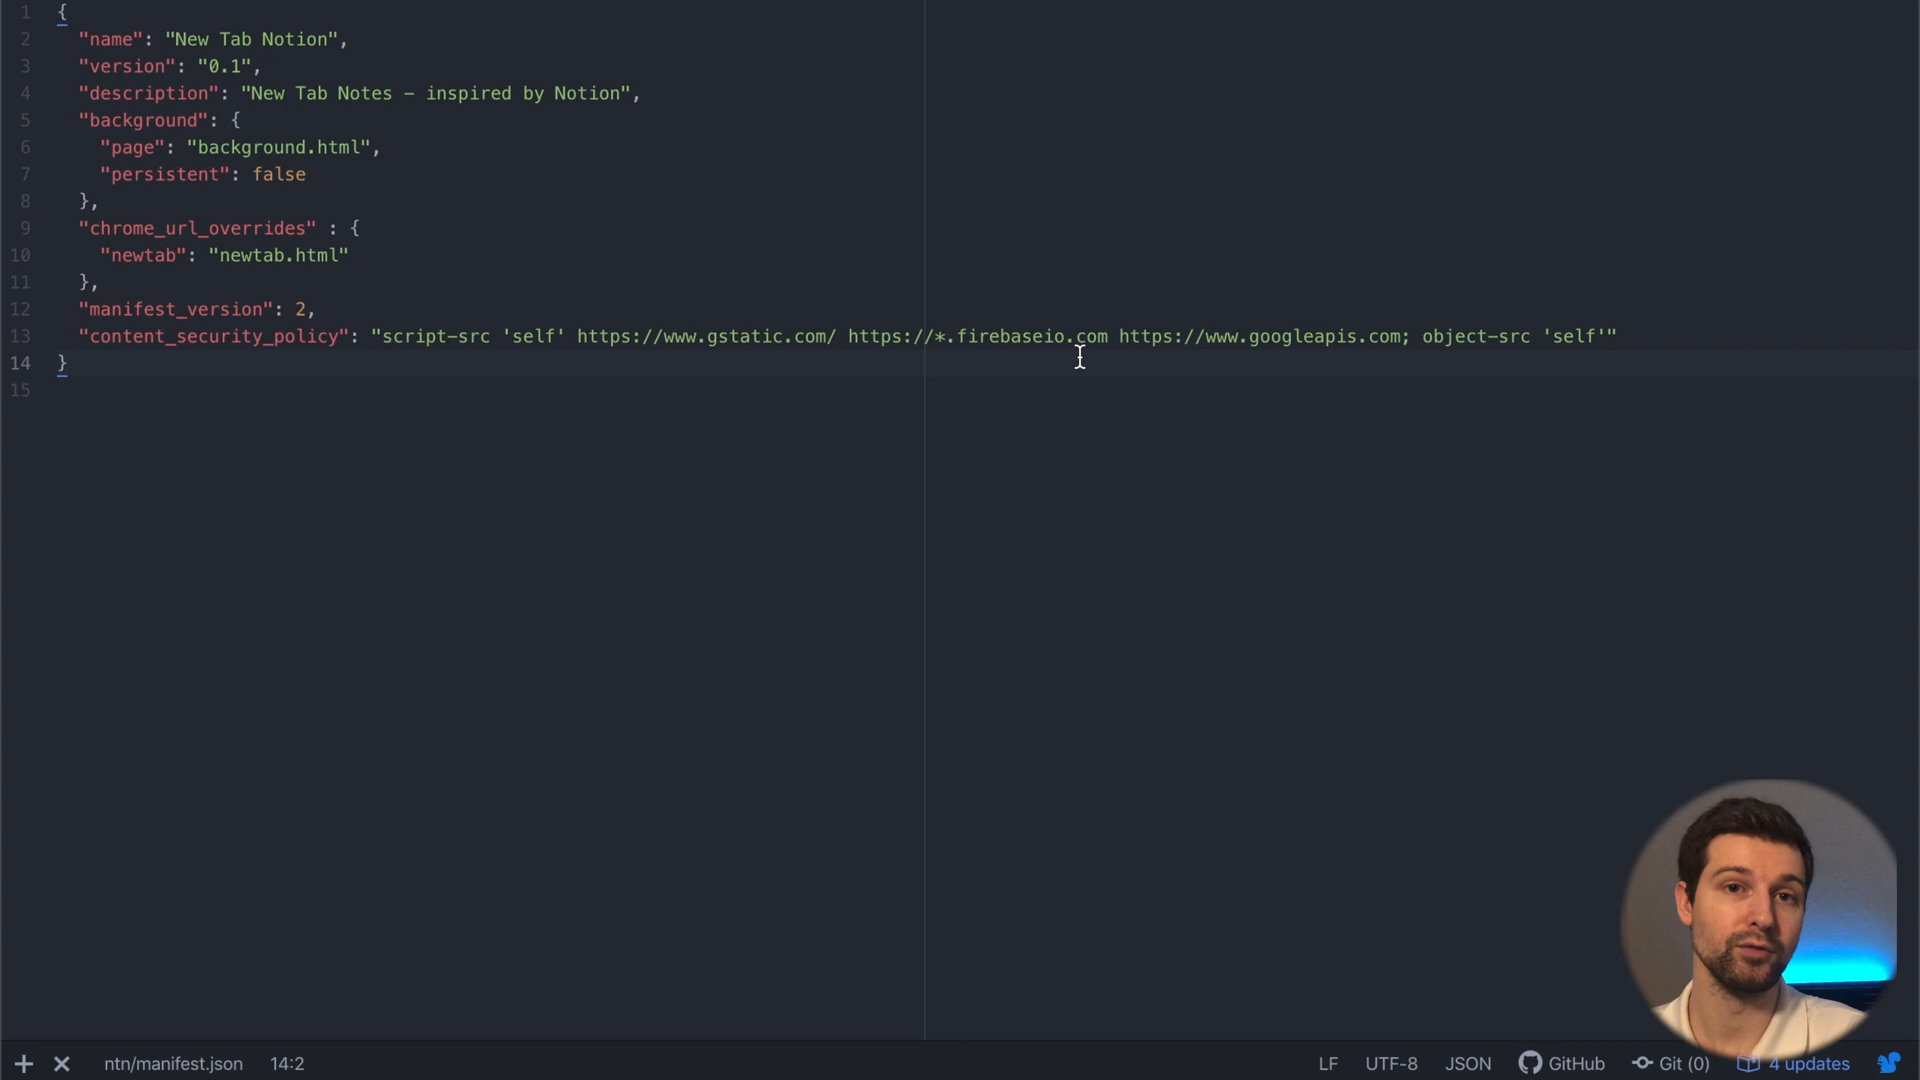 1 {
2 "name": "New Tab Notion",
3 "version": "0.1",
4 "description": "New Tab Notes – inspired by Notion",
5 "background": {
6 "page": "background.html",
7 "persistent": false
8 },
9 "chrome_url_overrides" : {
10 "newtab": "newtab.html"
11 },
12 "manifest_version": 2,
13 "content_security_policy": "script-src 'self' https://www.gstatic.com/ https://*.firebaseio.com https://www.googleapis.com; object-src 'self'"
14 }
15
ntn/manifest.json 14:2 LF UTF-8 JSON GitHub Git (0) 4 updates